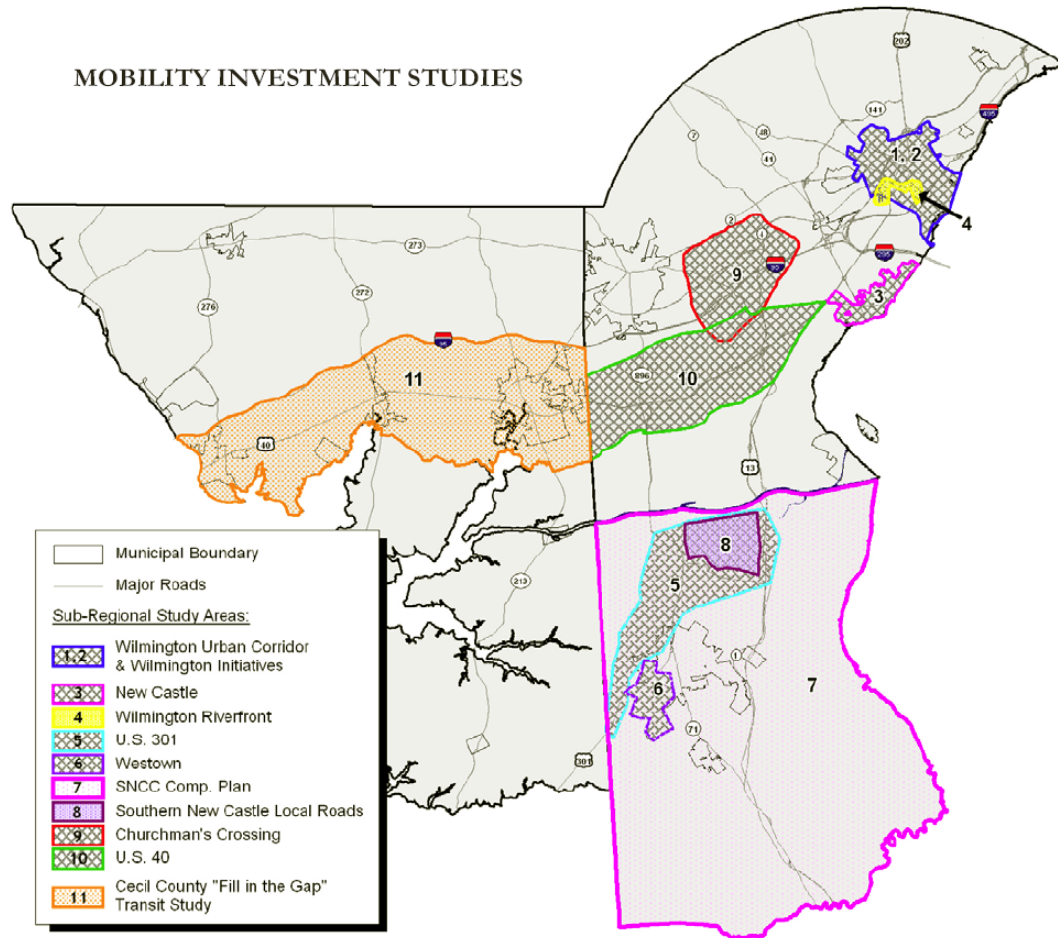 MOBILITY INVESTMENT STUDIES
202
141
495
48
7
41
1, 2
4
2
4
273
9
95
295
3
272
276
11
896
10
40
13
8
5
213
1
6
7
71
301
Municipal Boundary
Major Roads
Sub-Regional Study Areas:
1, 2 Wilmington Urban Corridor
& Wilmington Initiatives
3 New Castle
4 Wilmington Riverfront
5 U.S. 301
6 Westown
7 SNCC Comp. Plan
8 Southern New Castle Local Roads
9 Churchman's Crossing
10 U.S. 40
11 Cecil County "Fill in the Gap"
Transit Study